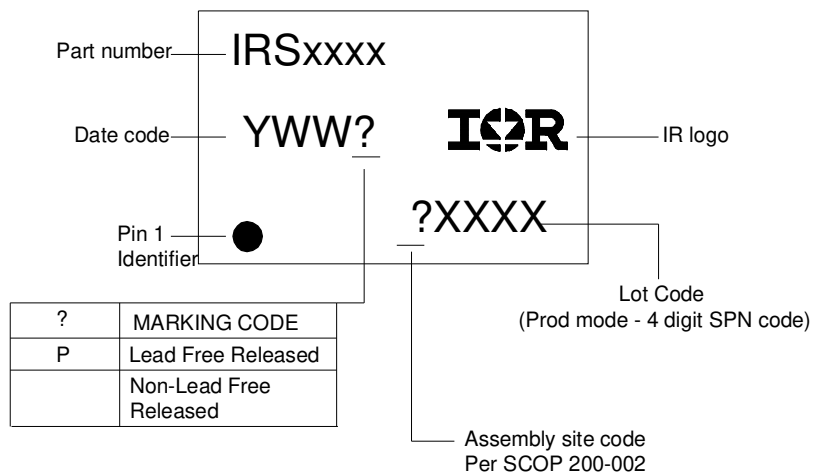 Part number
IRSxxxx
Date code
YWW?
IOR
IR logo
?XXXX
Pin 1
Identifier
Lot Code
(Prod mode - 4 digit SPN code)
? MARKING CODE
P Lead Free Released
Non-Lead Free
Released
Assembly site code
Per SCOP 200-002